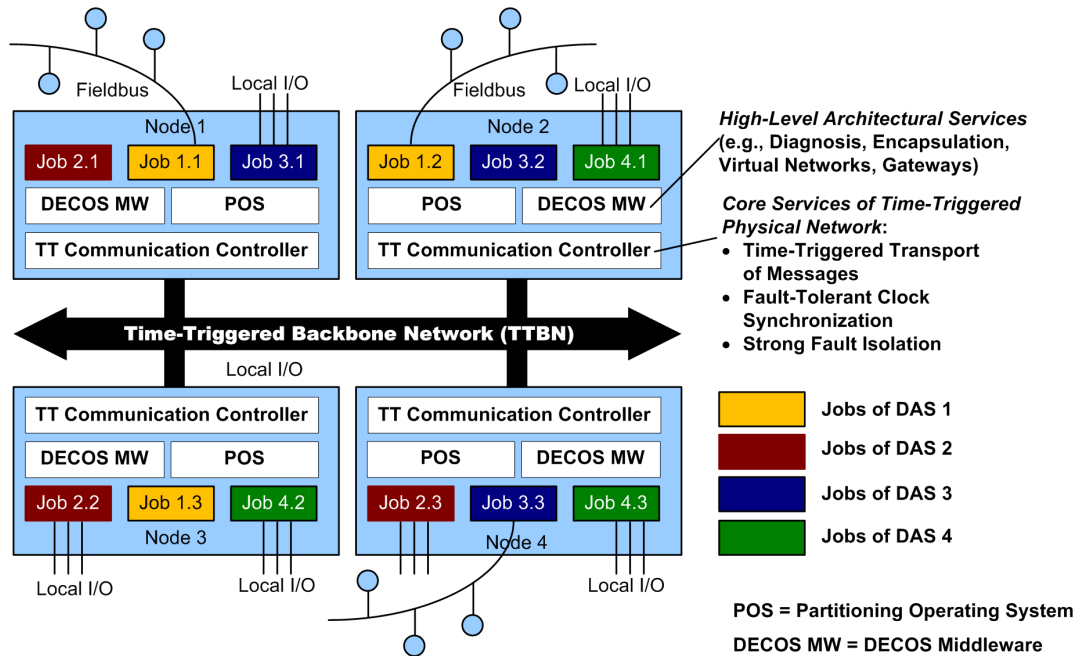 Fieldbus
Local I/O
Node 1
Job 2.1
Job 1.1
Job 3.1
DECOS MW
POS
TT Communication Controller
Fieldbus
Local I/O
Node 2
Job 1.2
Job 3.2
Job 4.1
POS
DECOS MW
TT Communication Controller
High-Level Architectural Services
(e.g., Diagnosis, Encapsulation,
Virtual Networks, Gateways)
Core Services of Time-Triggered
Physical Network:
• Time-Triggered Transport
of Messages
• Fault-Tolerant Clock
Synchronization
• Strong Fault Isolation
Time-Triggered Backbone Network (TTBN)
Local I/O
TT Communication Controller
DECOS MW
POS
Job 2.2
Job 1.3
Job 4.2
Node 3
Local I/O
Local I/O
TT Communication Controller
POS
DECOS MW
Job 2.3
Job 3.3
Job 4.3
Node 4
Local I/O
Jobs of DAS 1
Jobs of DAS 2
Jobs of DAS 3
Jobs of DAS 4
POS = Partitioning Operating System
DECOS MW = DECOS Middleware